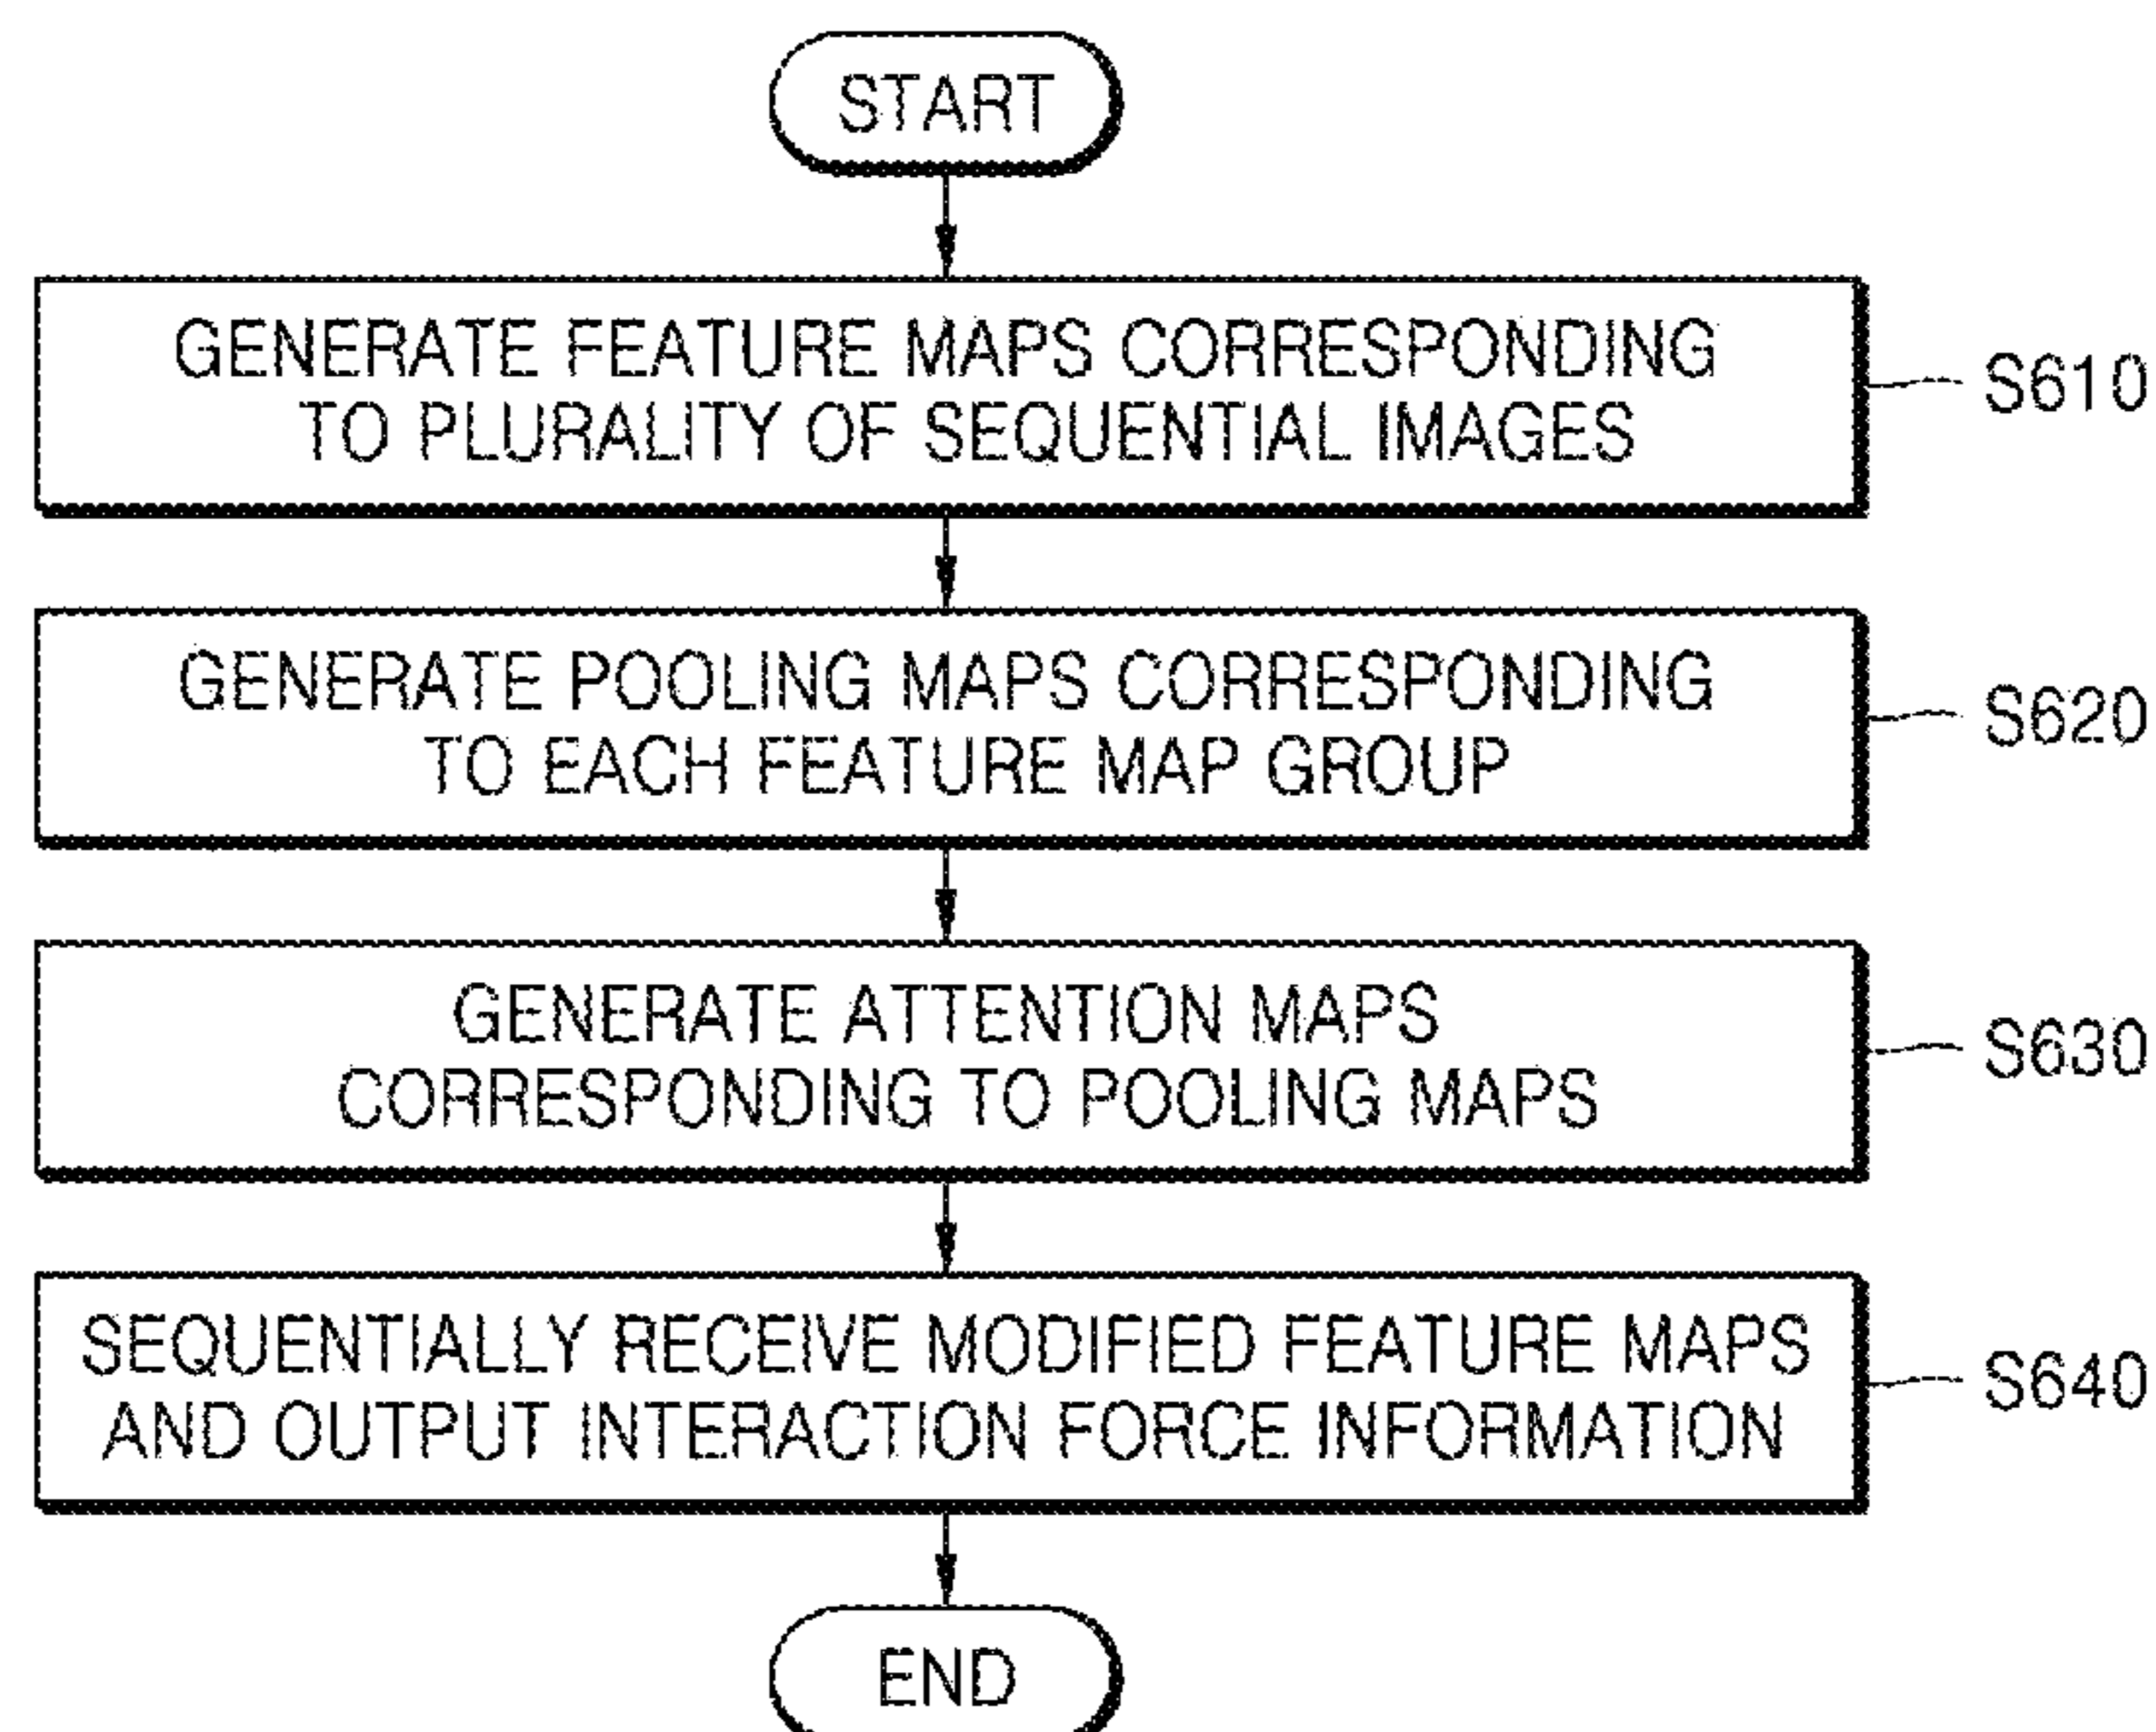 START
GENERATE FEATURE MAPS CORRESPONDING
TO PLURALITY OF SEQUENTIAL IMAGES
S610
GENERATE POOLING MAPS CORRESPONDING
TO EACH FEATURE MAP GROUP
S620
GENERATE ATTENTION MAPS
CORRESPONDING TO POOLING MAPS
S630
SEQUENTIALLY RECEIVE MODIFIED FEATURE MAPS
AND OUTPUT INTERACTION FORCE INFORMATION
S640
END